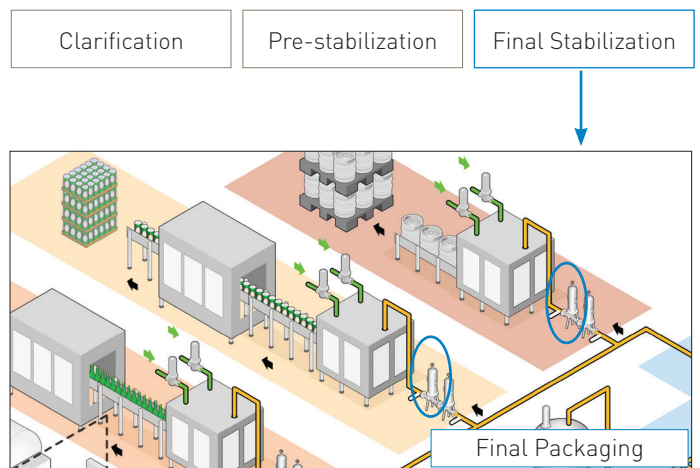 Clarification
Pre-stabilization
Final Stabilization
Final Packaging